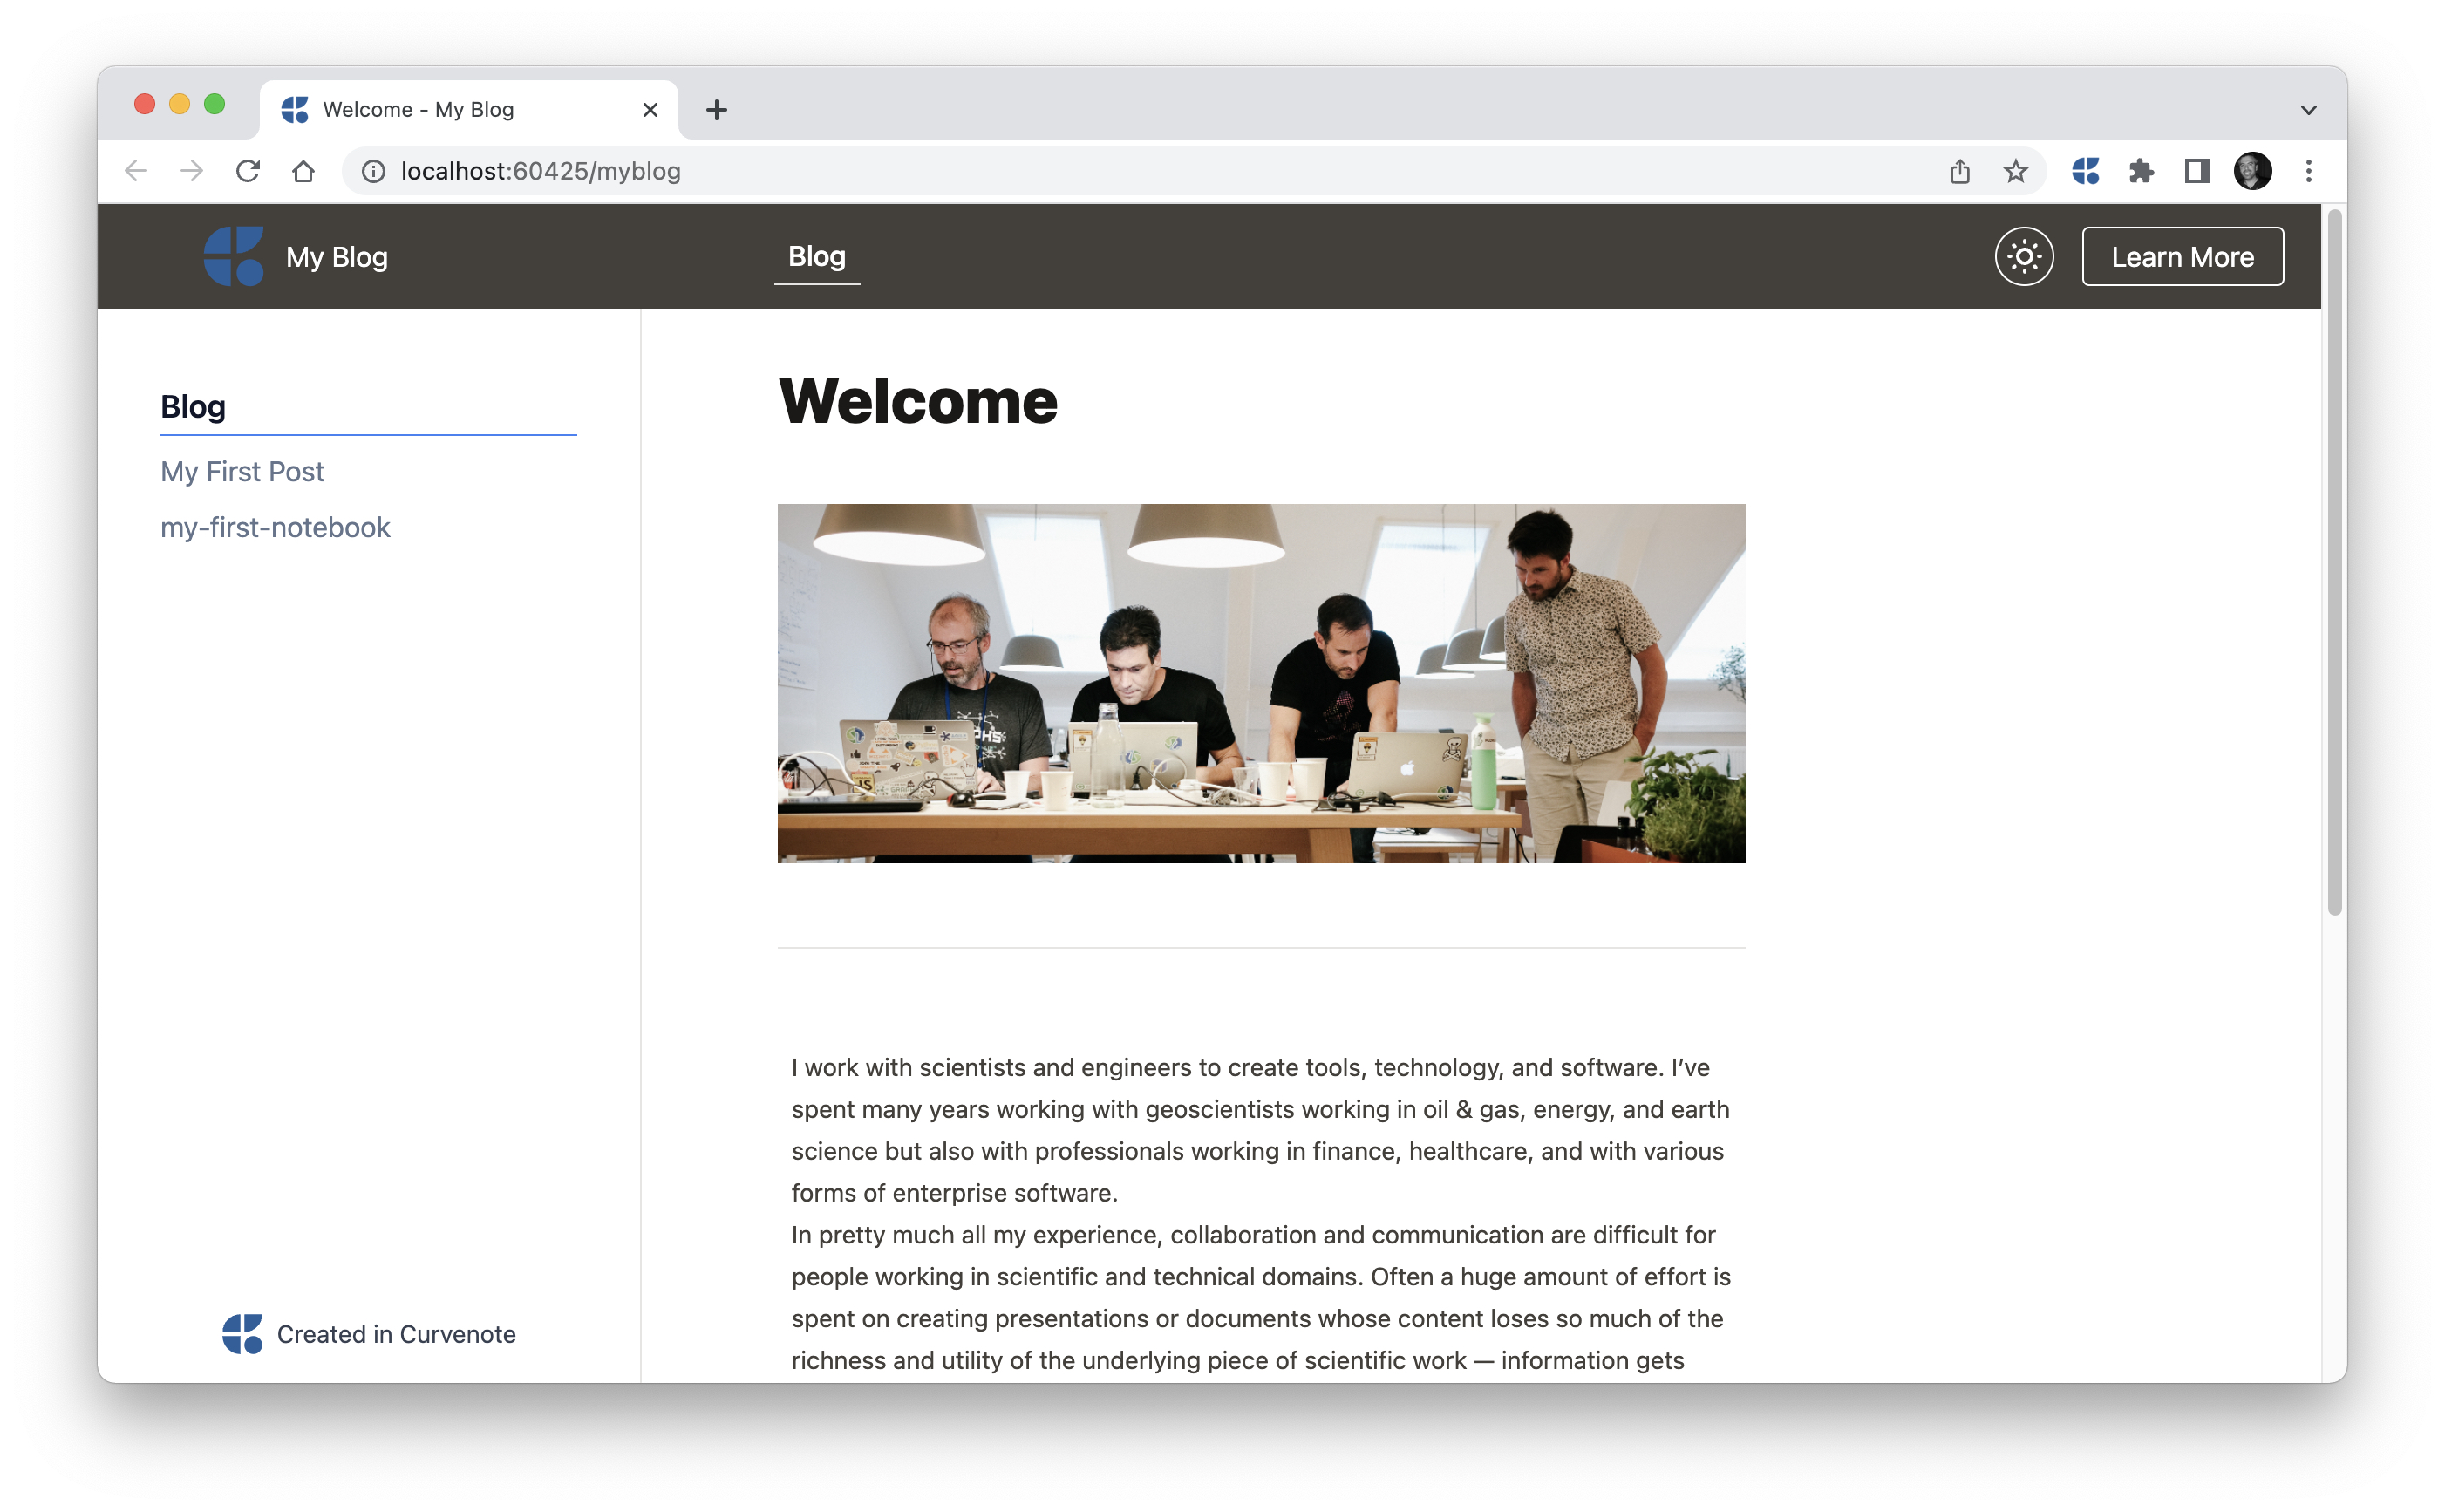 Welcome - My Blog
localhost:60425/myblog
My Blog
Blog
Learn More
Blog
My First Post
my-first-notebook
Welcome
I work with scientists and engineers to create tools, technology, and software. I’ve
spent many years working with geoscientists working in oil & gas, energy, and earth
science but also with professionals working in finance, healthcare, and with various
forms of enterprise software.
In pretty much all my experience, collaboration and communication are difficult for
people working in scientific and technical domains. Often a huge amount of effort is
spent on creating presentations or documents whose content loses so much of the
richness and utility of the underlying piece of scientific work — information gets
Created in Curvenote